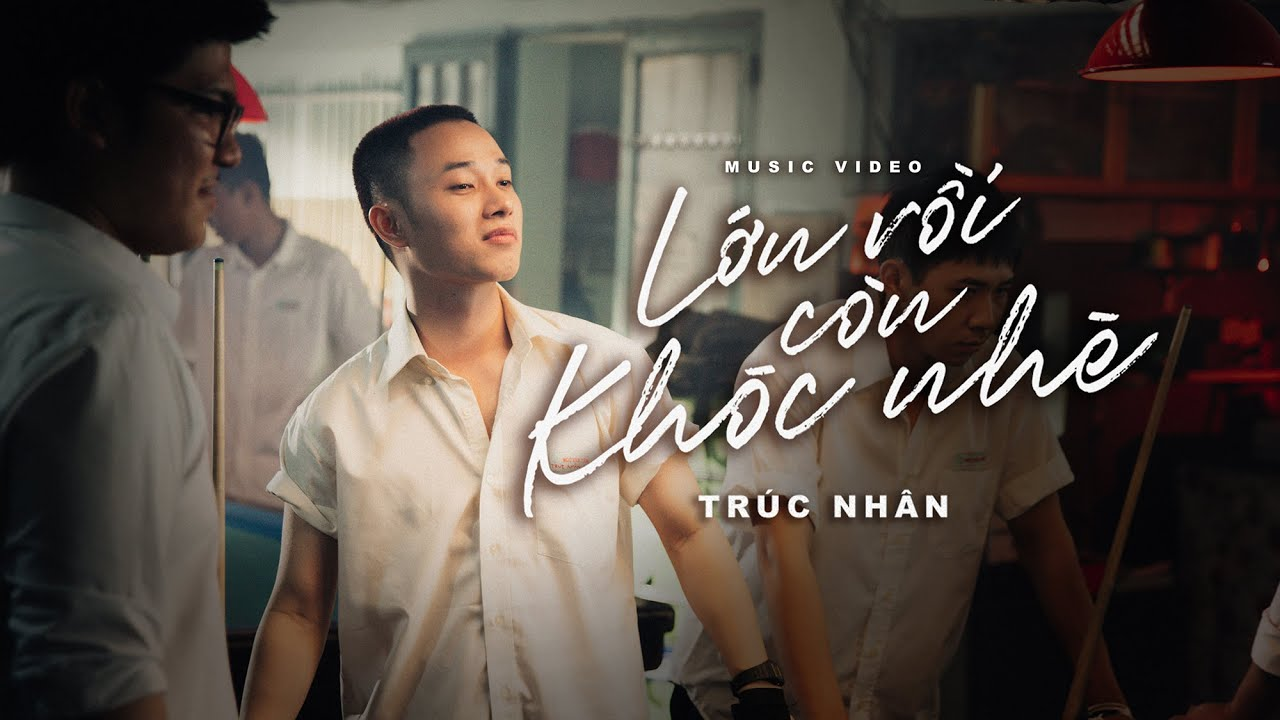 MUSIC VIDEO
Lớn rồi
còn
Khóc nhè
TRÚC NHÂN